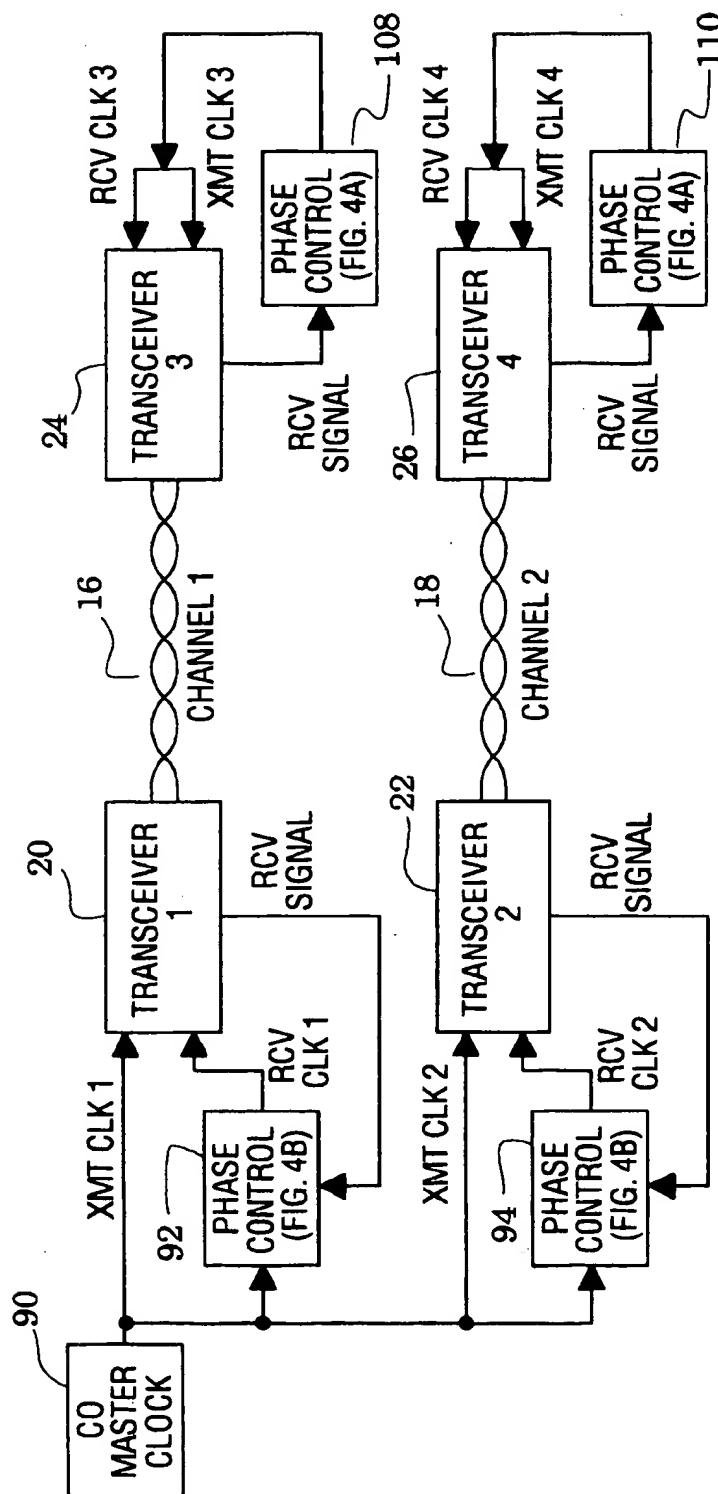 90
CO
MASTER
CLOCK
XMT CLK 1
20
TRANSCEIVER
1
92
PHASE
CONTROL
(FIG. 4B)
RCV
CLK 1
RCV
SIGNAL
16
CHANNEL 1
24
TRANSCEIVER
3
RCV CLK 3
XMT CLK 3
RCV
SIGNAL
PHASE
CONTROL
(FIG. 4A)
108
XMT CLK 2
22
TRANSCEIVER
2
94
PHASE
CONTROL
(FIG. 4B)
RCV
CLK 2
RCV
SIGNAL
18
CHANNEL 2
26
TRANSCEIVER
4
RCV CLK 4
XMT CLK 4
RCV
SIGNAL
PHASE
CONTROL
(FIG. 4A)
110